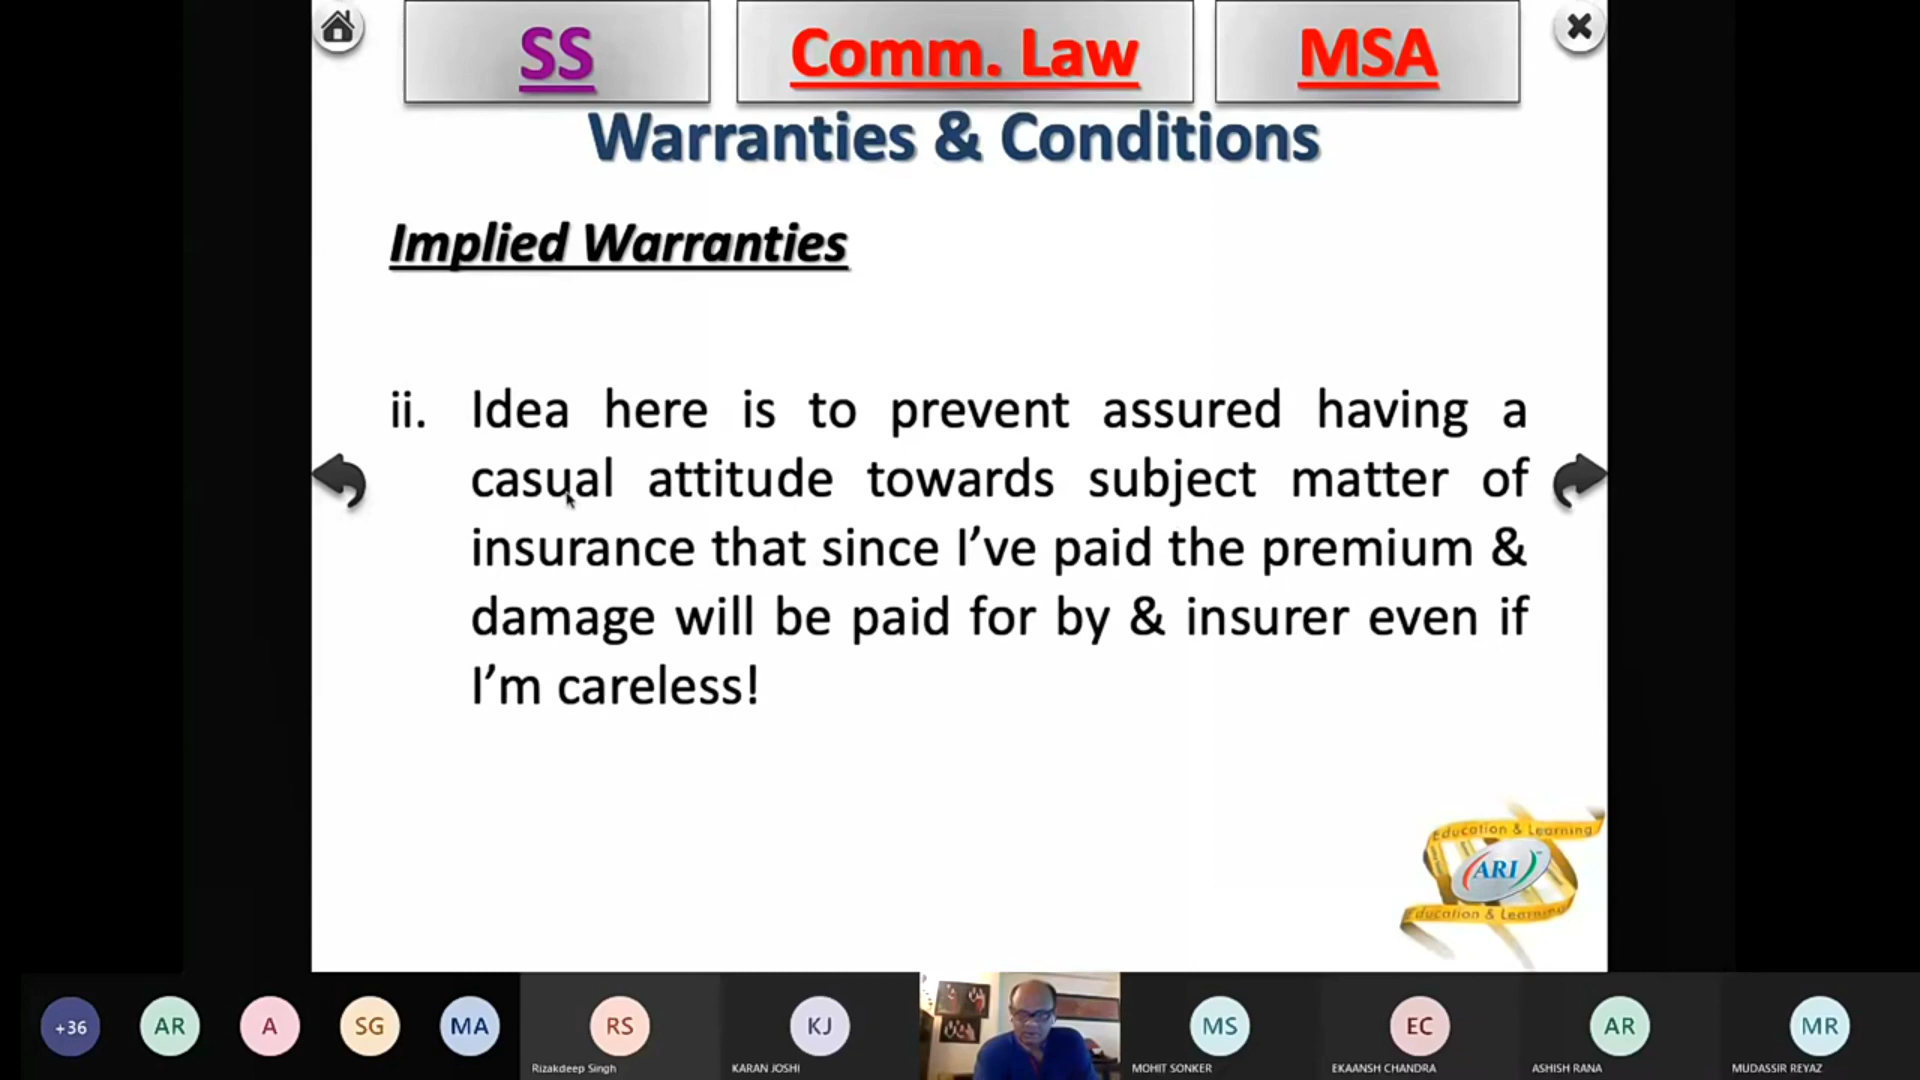 SS
Comm. Law
MSA
Warranties & Conditions
Implied Warranties
ii. Idea here is to prevent assured having a
casual attitude towards subject matter of
insurance that since I've paid the premium &
damage will be paid for by & insurer even if
I'm careless!
Education & Learning
ARI
Education & Learning
+36
AR
A
SG
MA
RS
KJ
MS
EC
AR
MR
Rizakdeep Singh
KARAN JOSHI
MOHIT SONKER
EKAANSH CHANDRA
ASHISH RANA
MUDASSIR REYAZ